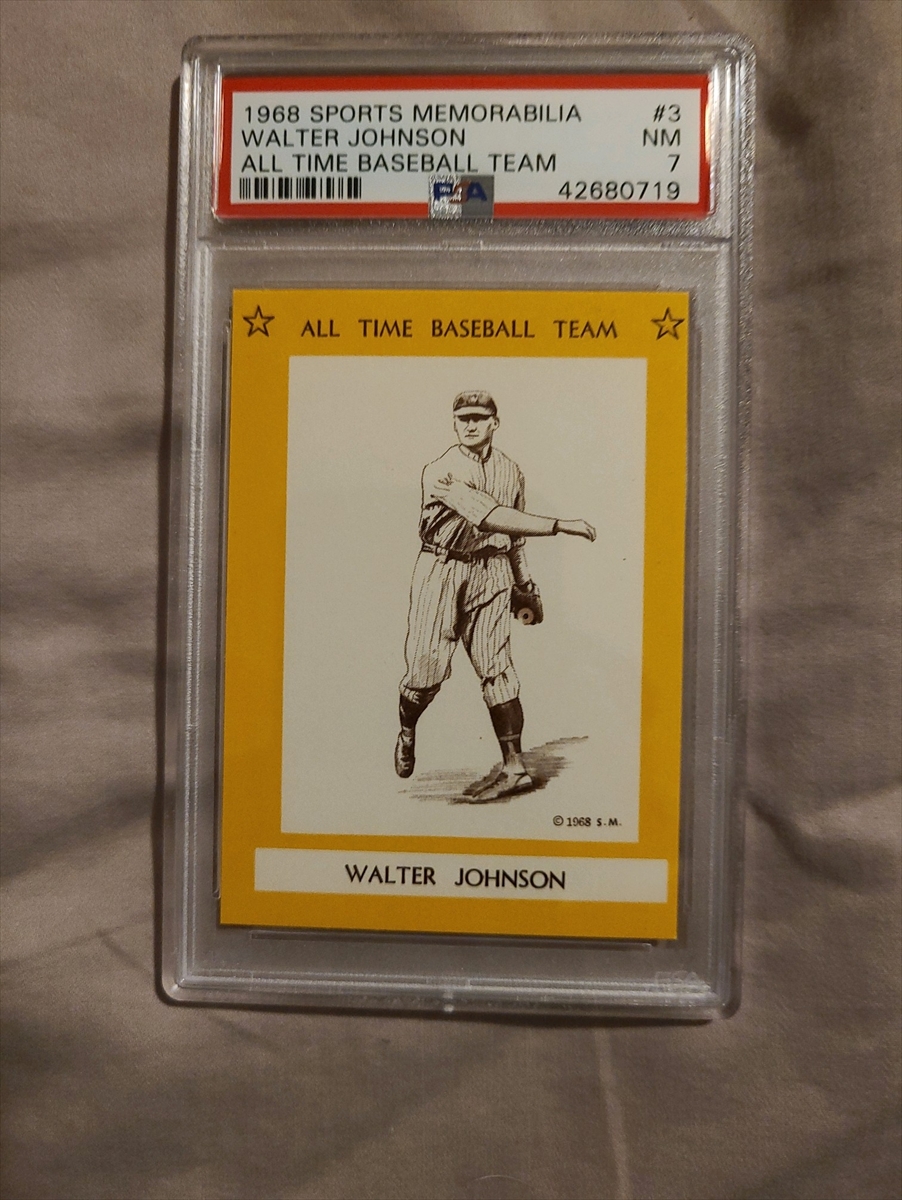 1968 SPORTS MEMORABILIA #3
WALTER JOHNSON NM
ALL TIME BASEBALL TEAM 7
PSA 42680719
ALL TIME BASEBALL TEAM
© 1968 S.M.
WALTER JOHNSON